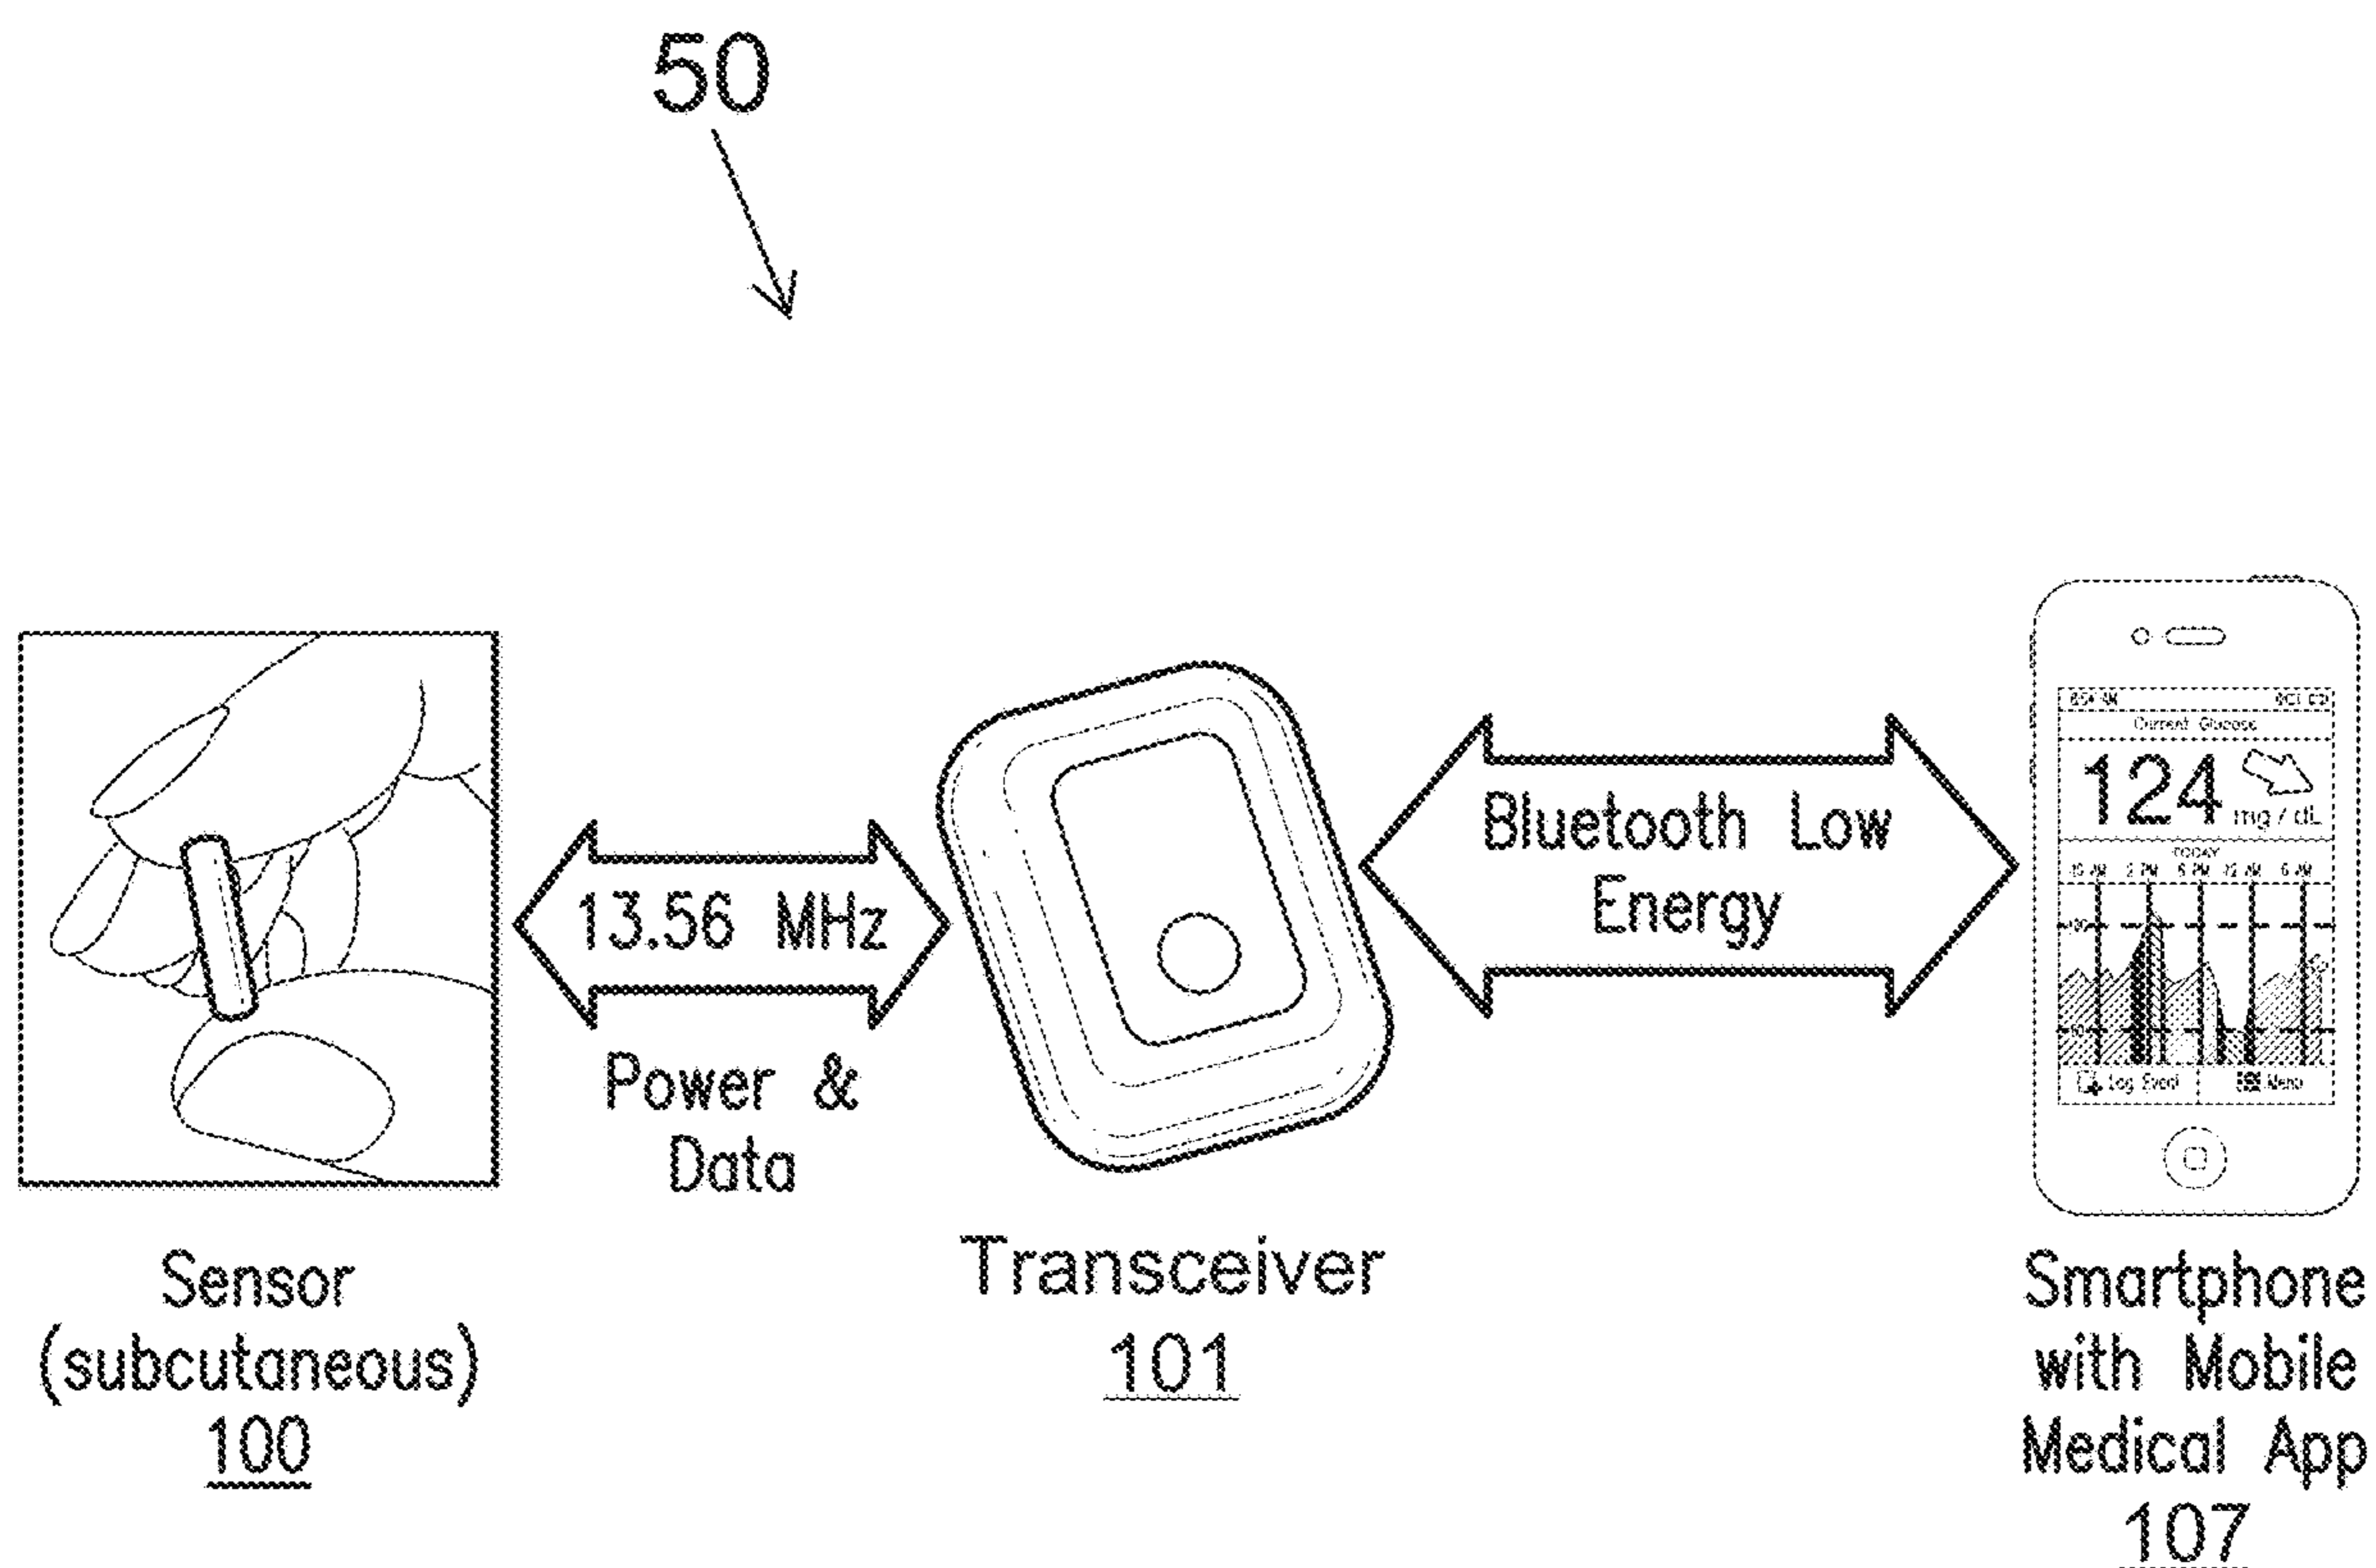 50
13.56 MHz
Power &
Data
Bluetooth Low
Energy
Current Glucose
124
mg / dL
TODAY
Log Event
Menu
Sensor
(subcutaneous)
100
Transceiver
101
Smartphone
with Mobile
Medical App
107